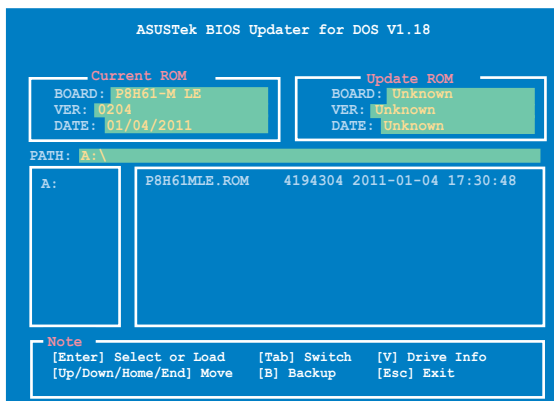 ASUSTek BIOS Updater for DOS V1.18
Current ROM
BOARD: P8H61-M LE
VER: 0204
DATE: 01/04/2011
Update ROM
BOARD: Unknown
VER: Unknown
DATE: Unknown
PATH: A:\
A:
P8H61MLE.ROM 4194304 2011-01-04 17:30:48
Note
[Enter] Select or Load [Tab] Switch [V] Drive Info
[Up/Down/Home/End] Move [B] Backup [Esc] Exit